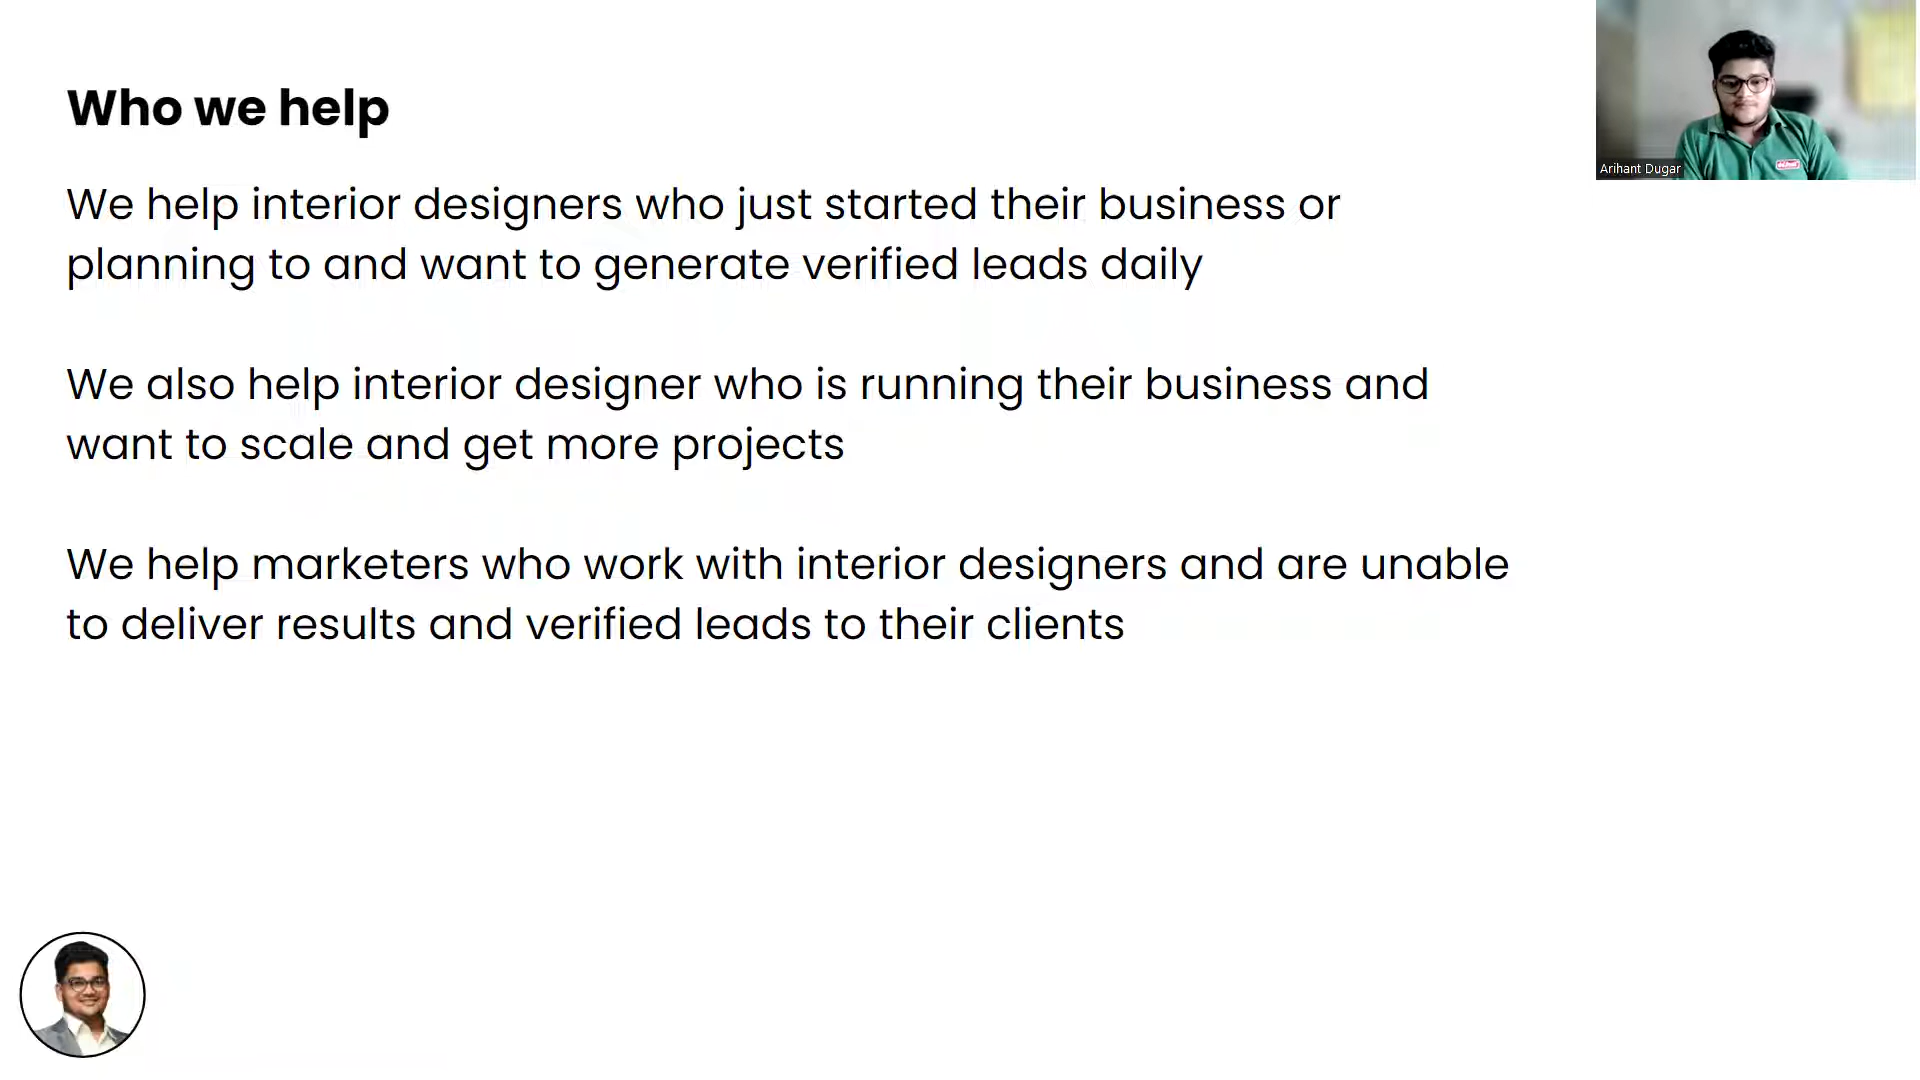 Who we help
We help interior designers who just started their business or
planning to and want to generate verified leads daily
We also help interior designer who is running their business and
want to scale and get more projects
We help marketers who work with interior designers and are unable
to deliver results and verified leads to their clients
Arihant Dugar